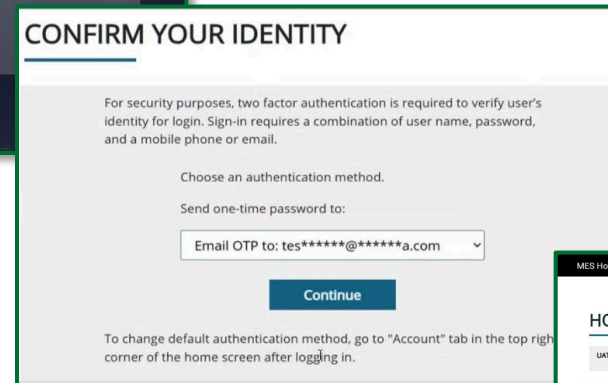 CONFIRM YOUR IDENTITY
For security purposes, two factor authentication is required to verify user's
identity for login. Sign-in requires a combination of user name, password,
and a mobile phone or email.
Choose an authentication method.
Send one-time password to:
Email OTP to: tes******@******a.com
Continue
To change default authentication method, go to "Account" tab in the top righ
corner of the home screen after logging in.
MES Ho
HO
UAT